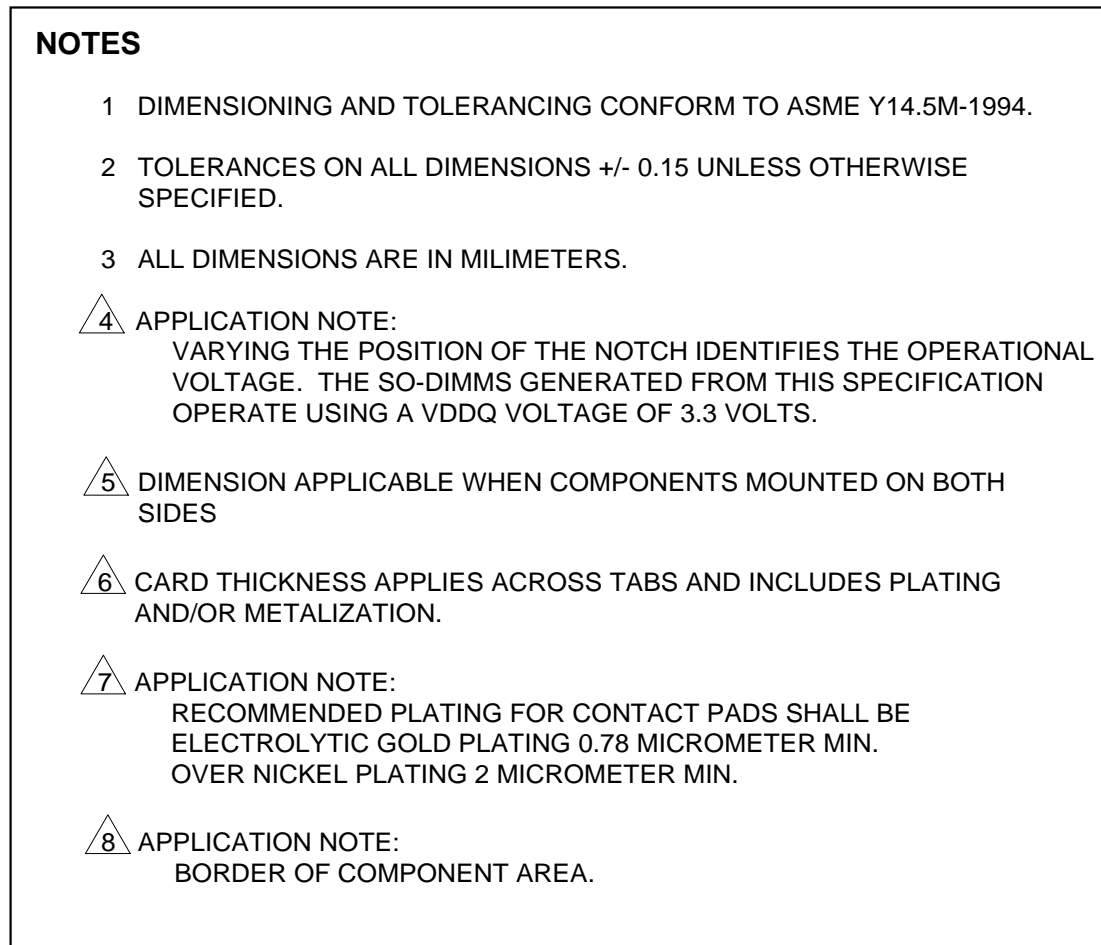 NOTES
1 DIMENSIONING AND TOLERANCING CONFORM TO ASME Y14.5M-1994.
2 TOLERANCES ON ALL DIMENSIONS +/- 0.15 UNLESS OTHERWISE
SPECIFIED.
3 ALL DIMENSIONS ARE IN MILIMETERS.
4 APPLICATION NOTE:
VARYING THE POSITION OF THE NOTCH IDENTIFIES THE OPERATIONAL
VOLTAGE. THE SO-DIMMS GENERATED FROM THIS SPECIFICATION
OPERATE USING A VDDQ VOLTAGE OF 3.3 VOLTS.
5 DIMENSION APPLICABLE WHEN COMPONENTS MOUNTED ON BOTH
SIDES
6 CARD THICKNESS APPLIES ACROSS TABS AND INCLUDES PLATING
AND/OR METALIZATION.
7 APPLICATION NOTE:
RECOMMENDED PLATING FOR CONTACT PADS SHALL BE
ELECTROLYTIC GOLD PLATING 0.78 MICROMETER MIN.
OVER NICKEL PLATING 2 MICROMETER MIN.
8 APPLICATION NOTE:
BORDER OF COMPONENT AREA.